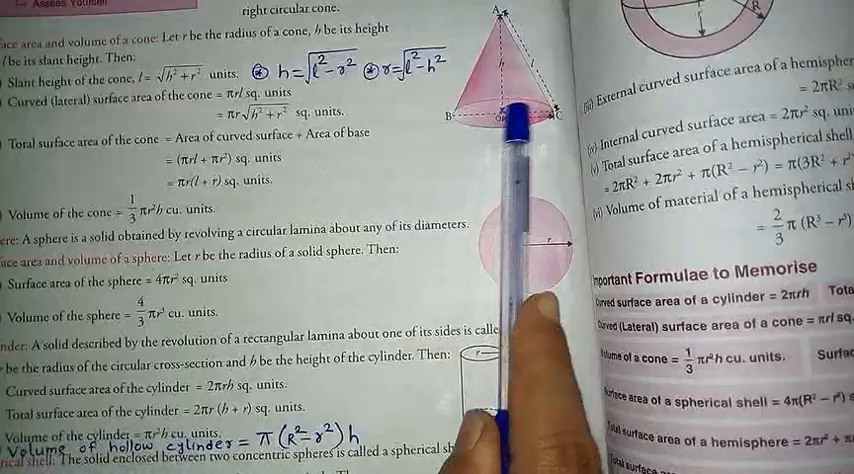 Assess Yourself
right circular cone.
ace area and volume of a cone: Let r be the radius of a cone, h be its height
l be its slant height. Then:
Slant height of the cone, l = √(h² + r²) units. ⊛ h = √(l² − r²) ⊛ r = √(l² − h²)
Curved (lateral) surface area of the cone = πrl sq. units
= πr√(h² + r²) sq. units.
Total surface area of the cone = Area of curved surface + Area of base
= (πrl + πr²) sq. units
= πr(l + r) sq. units.
Volume of the cone = 1/3 πr²h cu. units.
ere: A sphere is a solid obtained by revolving a circular lamina about any of its diameters.
ace area and volume of a sphere: Let r be the radius of a solid sphere. Then:
Surface area of the sphere = 4πr² sq. units
Volume of the sphere = 4/3 πr³ cu. units.
nder: A solid described by the revolution of a rectangular lamina about one of its sides is calle
be the radius of the circular cross-section and h be the height of the cylinder. Then:
Curved surface area of the cylinder = 2πrh sq. units.
Total surface area of the cylinder = 2πr (h + r) sq. units.
Volume of the cylinder = πr²h cu. units.
Volume of hollow cylinder = π(R² − r²) h
rical shell: The solid enclosed between two concentric spheres is called a spherical sh
A
h
l
B
C
r
r
r
R
(iii) External curved surface area of a hemispher
= 2πR² s
(iv) Internal curved surface area = 2πr² sq. uni
(v) Total surface area of a hemispherical shell
= 2πR² + 2πr² + π(R² − r²) = π(3R² + r²
(vi) Volume of material of a hemispherical sh
= 2/3 π (R³ − r³)
Important Formulae to Memorise
Curved surface area of a cylinder = 2πrh Tota
Curved (Lateral) surface area of a cone = πrl sq.
Volume of a cone = 1/3 πr²h cu. units. Surfac
Surface area of a spherical shell = 4π(R² − r²) s
Total surface area of a hemisphere = 2πr² + π
Total surface